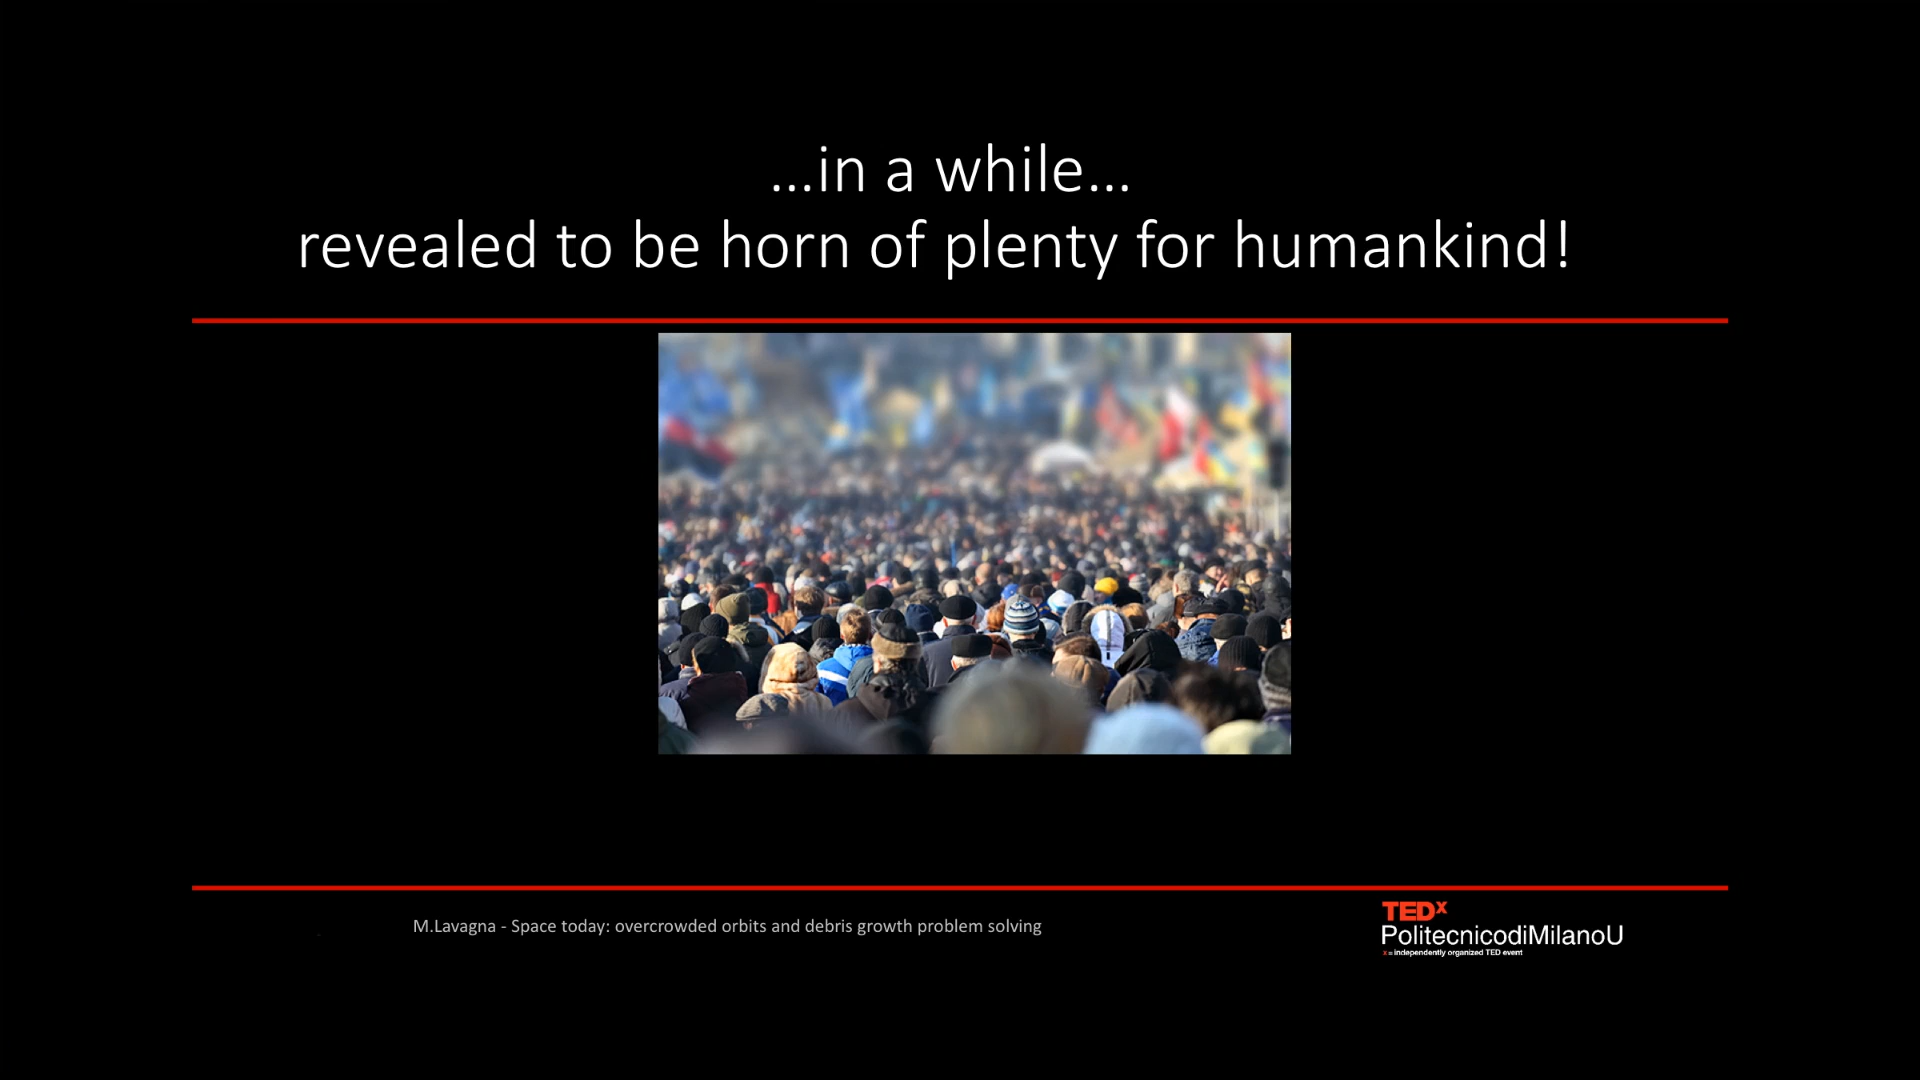 ...in a while...
revealed to be horn of plenty for humankind!
M.Lavagna - Space today: overcrowded orbits and debris growth problem solving
TEDx
PolitecnicodiMilanoU
x = independently organized TED event